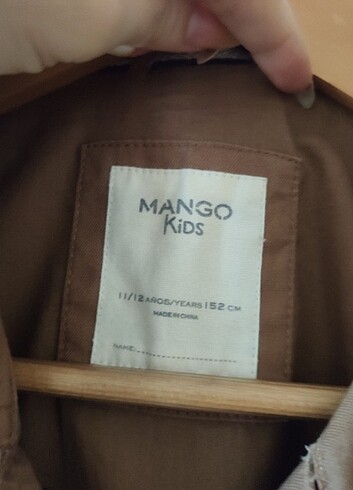 MANGO
KiDS
11/12 AÑOS/YEARS 152 CM
MADE IN CHINA
NAME: